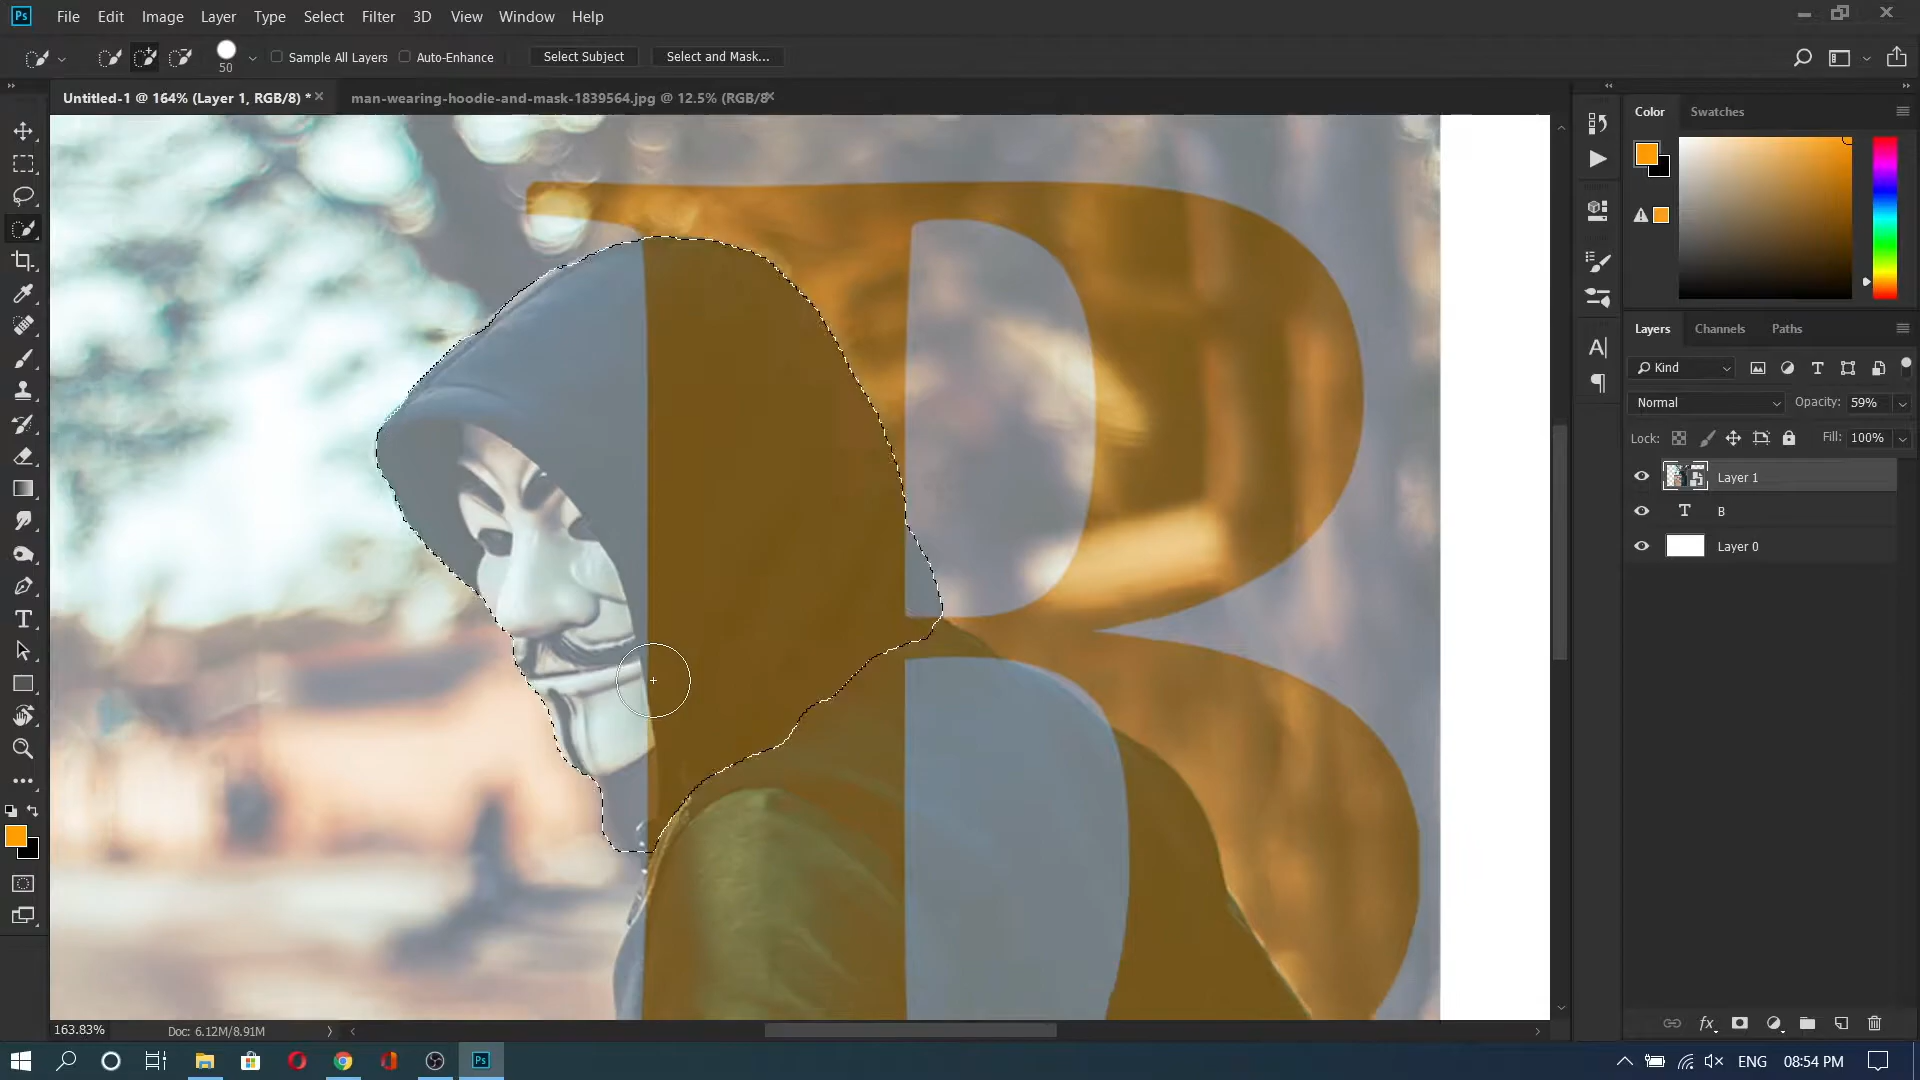 Ps File Edit Image Layer Type Select Filter 3D View Window Help
50 Sample All Layers Auto-Enhance Select Subject Select and Mask...
Untitled-1 @ 164% (Layer 1, RGB/8) * × man-wearing-hoodie-and-mask-1839564.jpg @ 12.5% (RGB/8 ×
Color Swatches
Layers Channels Paths
Kind
Normal Opacity: 59%
Lock: Fill: 100%
Layer 1
T B
Layer 0
B
163.83% Doc: 6.12M/8.91M
fx
Ps ENG 08:54 PM